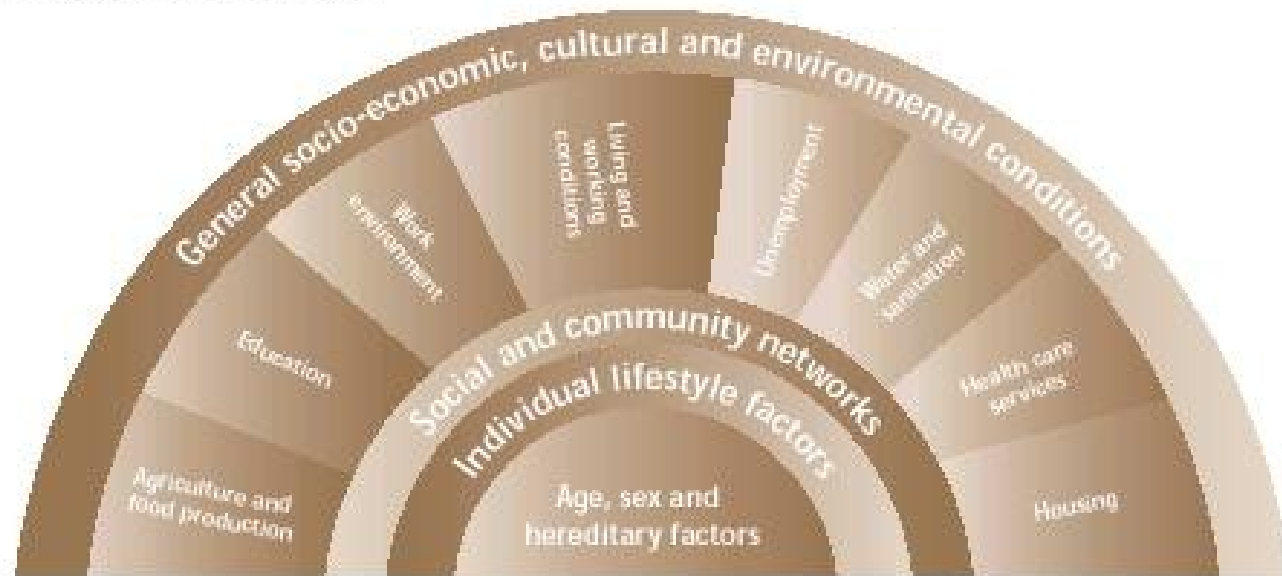 General socio-economic, cultural and environmental conditions
Living and
working
conditions
Work
environment
Unemployment
Water and
sanitation
Education
Health care
services
Agriculture and
food production
Housing
Social and community networks
Individual lifestyle factors
Age, sex and
hereditary factors